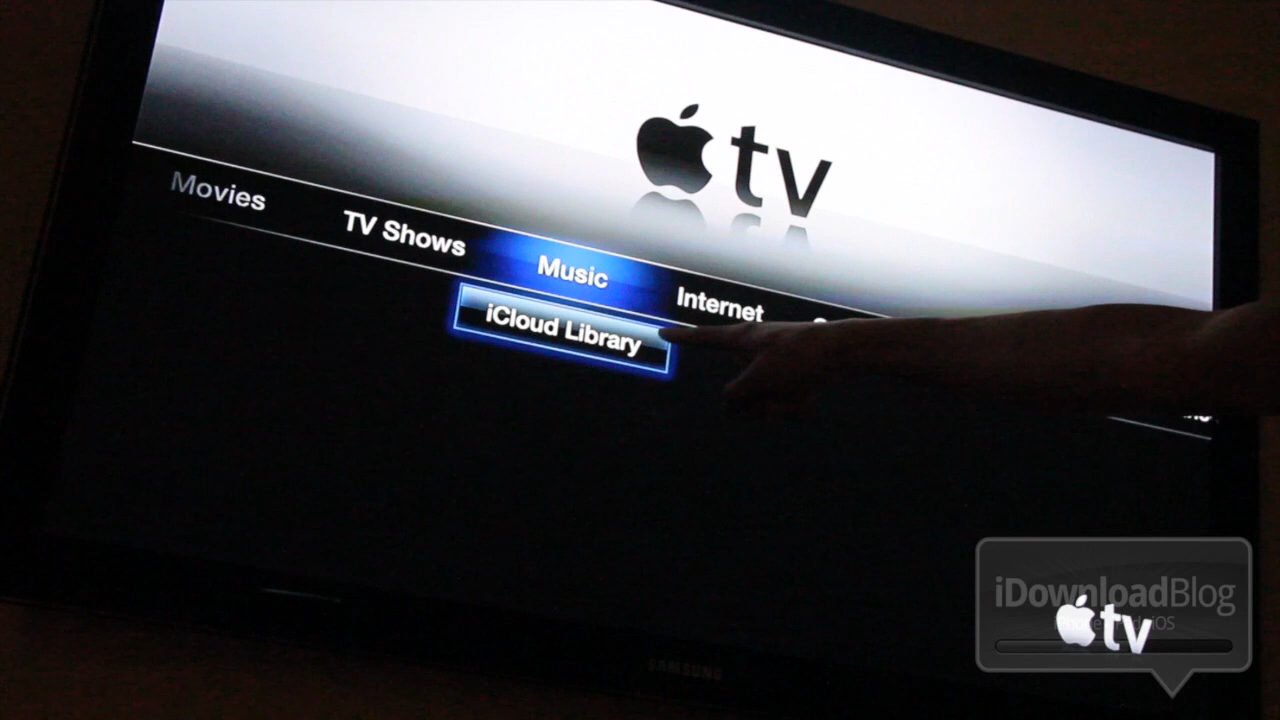 tv
Movies
TV Shows
Music
Internet
iCloud Library
SAMSUNG
iDownloadBlog
tv